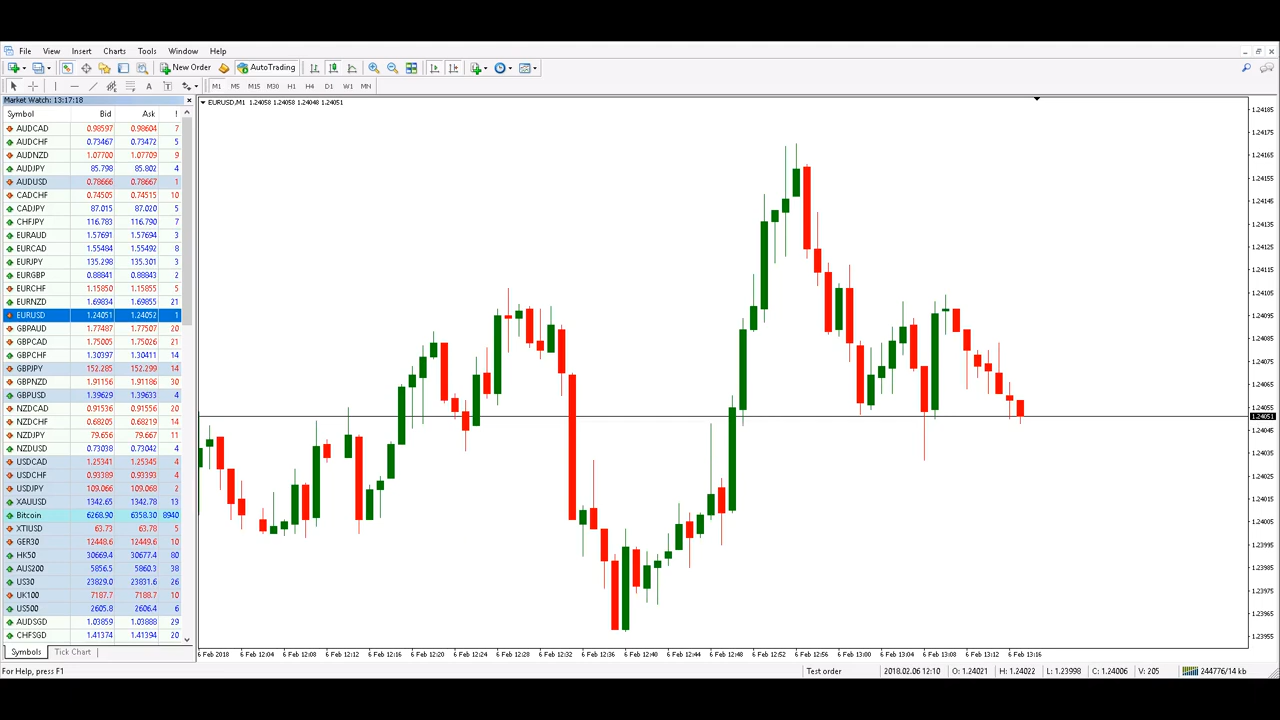 File View Insert Charts Tools Window Help
New Order AutoTrading
A T M1 M5 M15 M30 H1 H4 D1 W1 MN
Market Watch: 13:17:18
Symbol Bid Ask !
AUDCAD 0.98597 0.98604 7
AUDCHF 0.73467 0.73472 5
AUDNZD 1.07700 1.07709 9
AUDJPY 85.798 85.802 4
AUDUSD 0.78666 0.78667 1
CADCHF 0.74505 0.74515 10
CADJPY 87.015 87.020 5
CHFJPY 116.783 116.790 7
EURAUD 1.57691 1.57694 3
EURCAD 1.55484 1.55492 8
EURJPY 135.298 135.301 3
EURGBP 0.88841 0.88843 2
EURCHF 1.15850 1.15855 5
EURNZD 1.69834 1.69855 21
EURUSD 1.24051 1.24052 1
GBPAUD 1.77487 1.77507 20
GBPCAD 1.75005 1.75026 21
GBPCHF 1.30397 1.30411 14
GBPJPY 152.285 152.299 14
GBPNZD 1.91156 1.91186 30
GBPUSD 1.39629 1.39633 4
NZDCAD 0.91536 0.91556 20
NZDCHF 0.68205 0.68219 14
NZDJPY 79.656 79.667 11
NZDUSD 0.73038 0.73042 4
USDCAD 1.25341 1.25345 4
USDCHF 0.93389 0.93393 4
USDJPY 109.066 109.068 2
XAUUSD 1342.65 1342.78 13
Bitcoin 6268.90 6358.30 8940
XTIUSD 63.73 63.78 5
GER30 12448.6 12449.6 10
HK50 30669.4 30677.4 80
AUS200 5856.5 5860.3 38
US30 23829.0 23831.6 26
UK100 7187.7 7188.7 10
US500 2605.8 2606.4 6
AUDSGD 1.03859 1.03888 29
CHFSGD 1.41374 1.41394 20
Symbols Tick Chart
EURUSD,M1 1.24058 1.24058 1.24048 1.24051
1.24185
1.24175
1.24165
1.24155
1.24145
1.24135
1.24125
1.24115
1.24105
1.24095
1.24085
1.24075
1.24065
1.24055
1.24051
1.24045
1.24035
1.24025
1.24015
1.24005
1.23995
1.23985
1.23975
1.23965
1.23955
6 Feb 2018 6 Feb 12:04 6 Feb 12:08 6 Feb 12:12 6 Feb 12:16 6 Feb 12:20 6 Feb 12:24 6 Feb 12:28 6 Feb 12:32 6 Feb 12:36 6 Feb 12:40 6 Feb 12:44 6 Feb 12:48 6 Feb 12:52 6 Feb 12:56 6 Feb 13:00 6 Feb 13:04 6 Feb 13:08 6 Feb 13:12 6 Feb 13:16
For Help, press F1 Test order 2018.02.06 12:10 O: 1.24021 H: 1.24022 L: 1.23998 C: 1.24006 V: 205 244776/14 kb